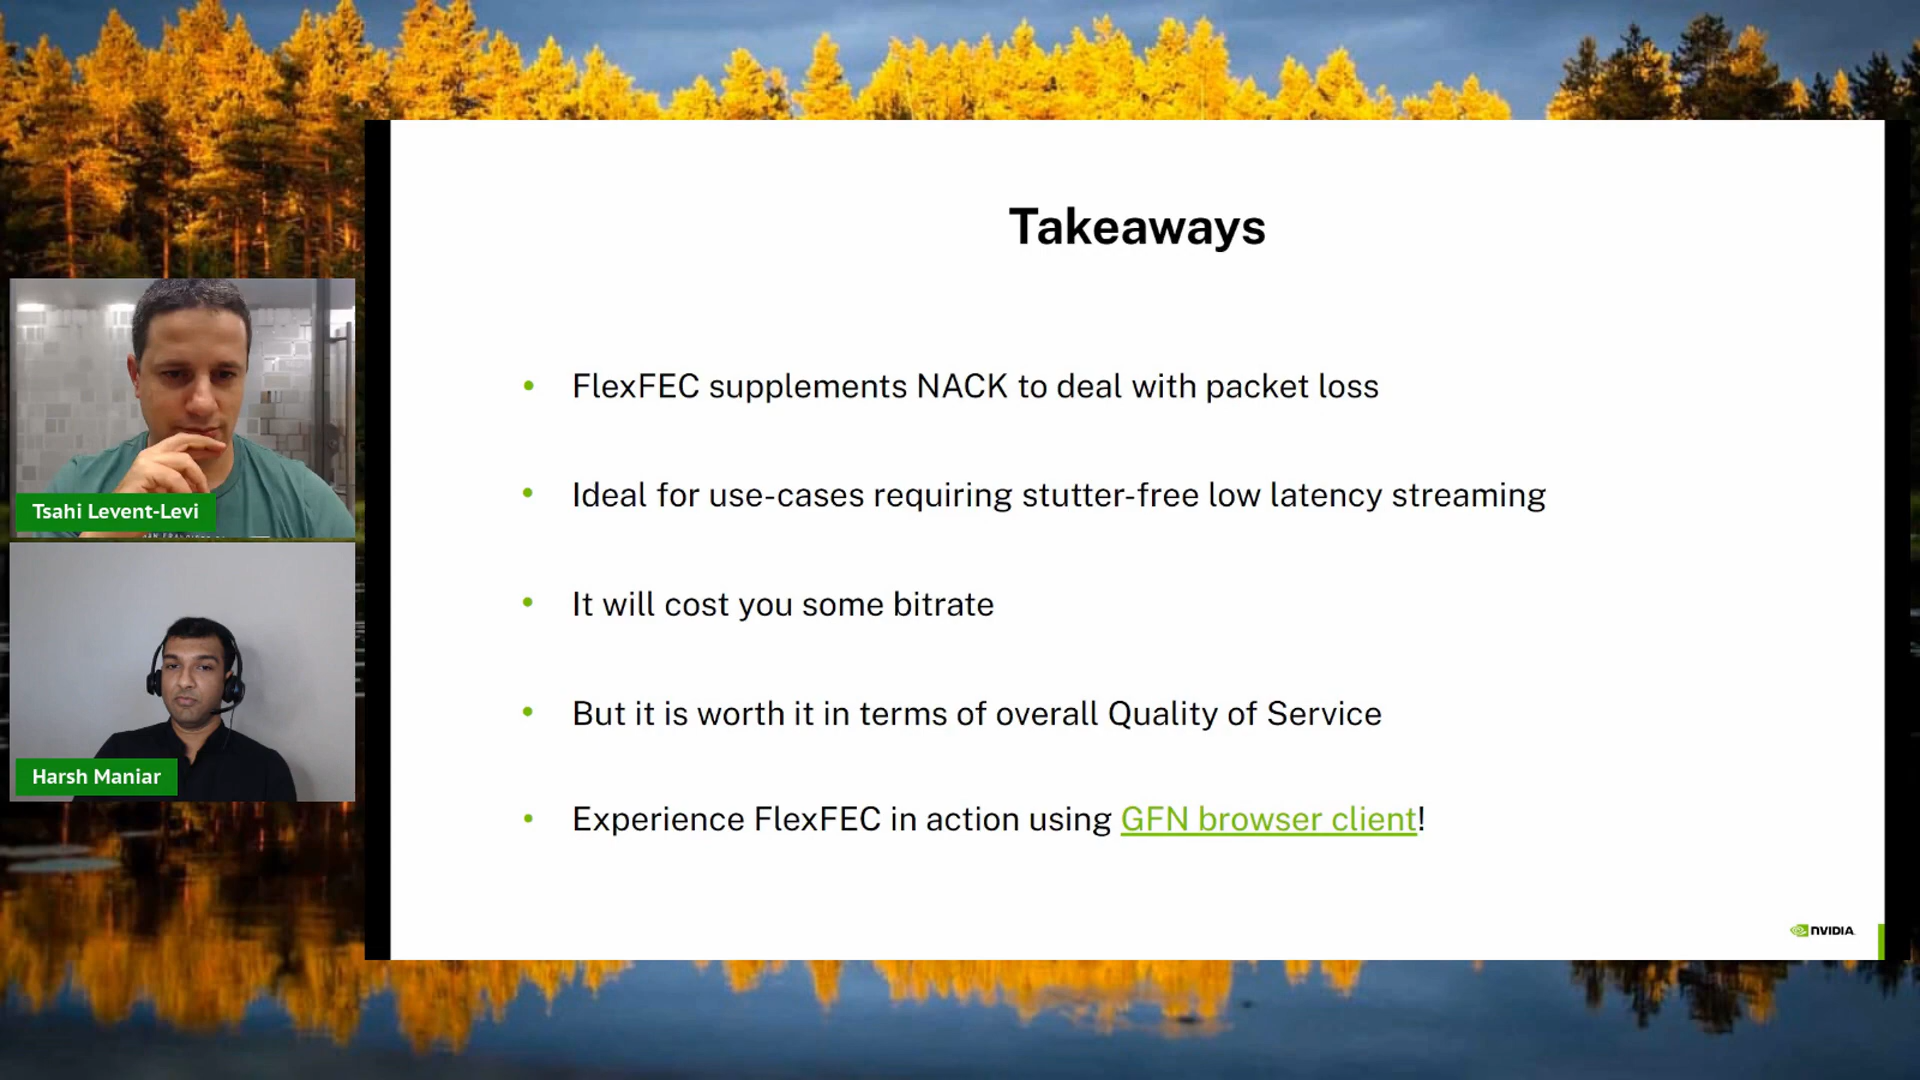 Takeaways
FlexFEC supplements NACK to deal with packet loss
Ideal for use-cases requiring stutter-free low latency streaming
It will cost you some bitrate
But it is worth it in terms of overall Quality of Service
Experience FlexFEC in action using GFN browser client!
NVIDIA
Tsahi Levent-Levi
Harsh Maniar